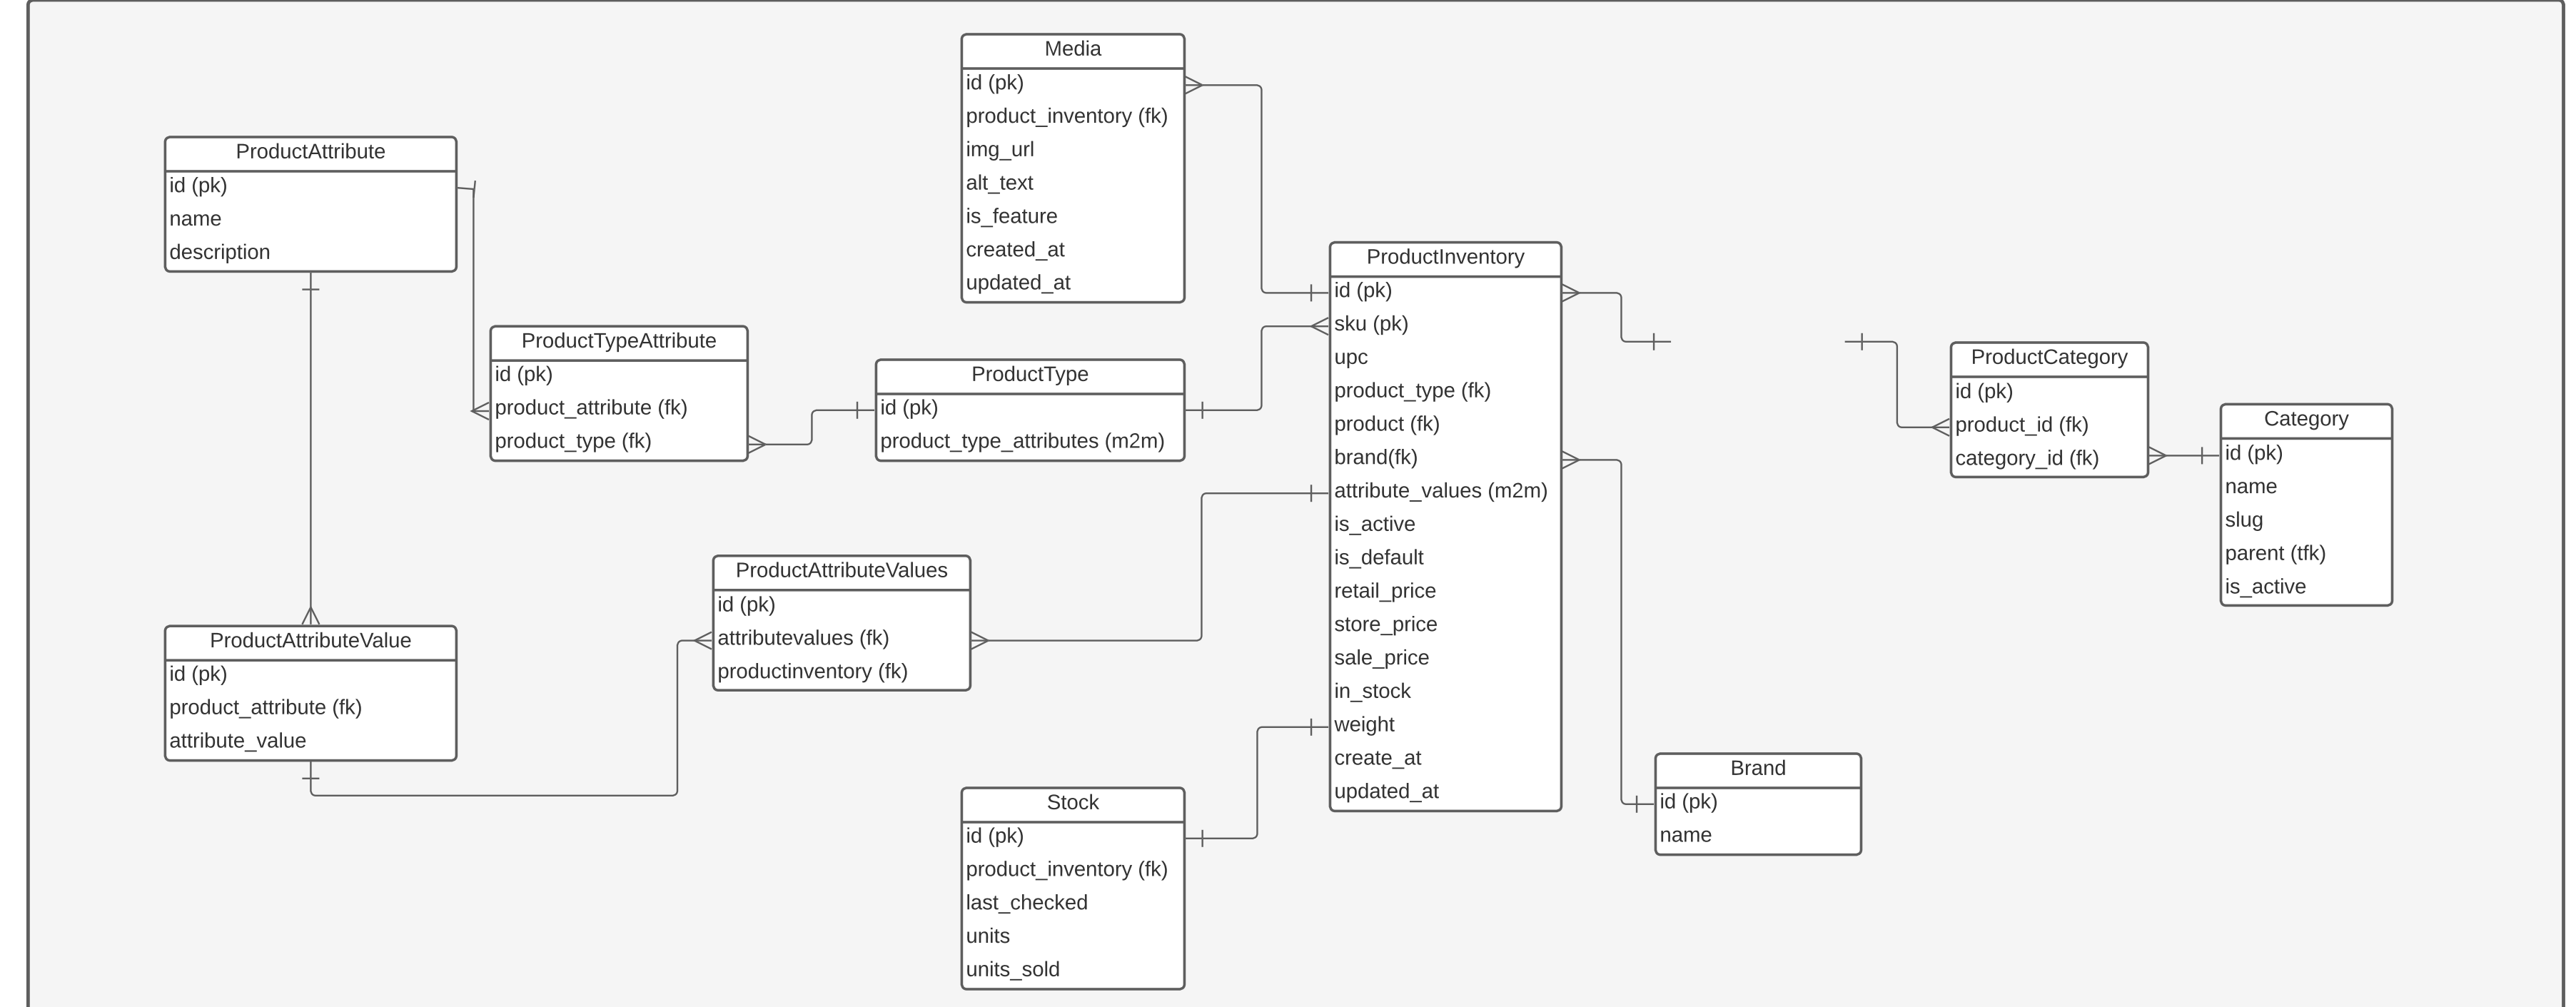 Media
id (pk)
product_inventory (fk)
img_url
alt_text
is_feature
created_at
updated_at
ProductAttribute
id (pk)
name
description
ProductTypeAttribute
id (pk)
product_attribute (fk)
product_type (fk)
ProductType
id (pk)
product_type_attributes (m2m)
ProductInventory
id (pk)
sku (pk)
upc
product_type (fk)
product (fk)
brand(fk)
attribute_values (m2m)
is_active
is_default
retail_price
store_price
sale_price
in_stock
weight
create_at
updated_at
ProductCategory
id (pk)
product_id (fk)
category_id (fk)
Category
id (pk)
name
slug
parent (tfk)
is_active
ProductAttributeValues
id (pk)
attributevalues (fk)
productinventory (fk)
ProductAttributeValue
id (pk)
product_attribute (fk)
attribute_value
Stock
id (pk)
product_inventory (fk)
last_checked
units
units_sold
Brand
id (pk)
name